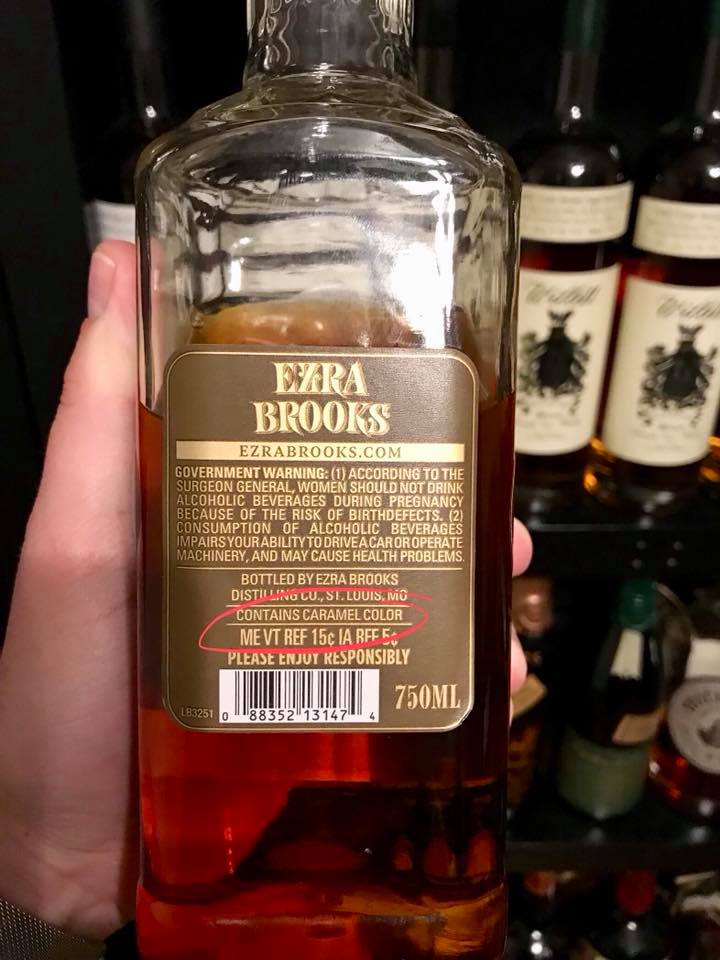 EZRA
BROOKS
EZRABROOKS.COM
GOVERNMENT WARNING: (1) ACCORDING TO THE
SURGEON GENERAL, WOMEN SHOULD NOT DRINK
ALCOHOLIC BEVERAGES DURING PREGNANCY
BECAUSE OF THE RISK OF BIRTHDEFECTS. (2)
CONSUMPTION OF ALCOHOLIC BEVERAGES
IMPAIRS YOUR ABILITY TO DRIVE A CAR OR OPERATE
MACHINERY, AND MAY CAUSE HEALTH PROBLEMS.
BOTTLED BY EZRA BROOKS
DISTILLING CO., ST. LOUIS, MO
CONTAINS CARAMEL COLOR
ME VT REF 15¢ IA REF 5¢
PLEASE ENJOY RESPONSIBLY
LB3251
0 88352 13147 4
750ML